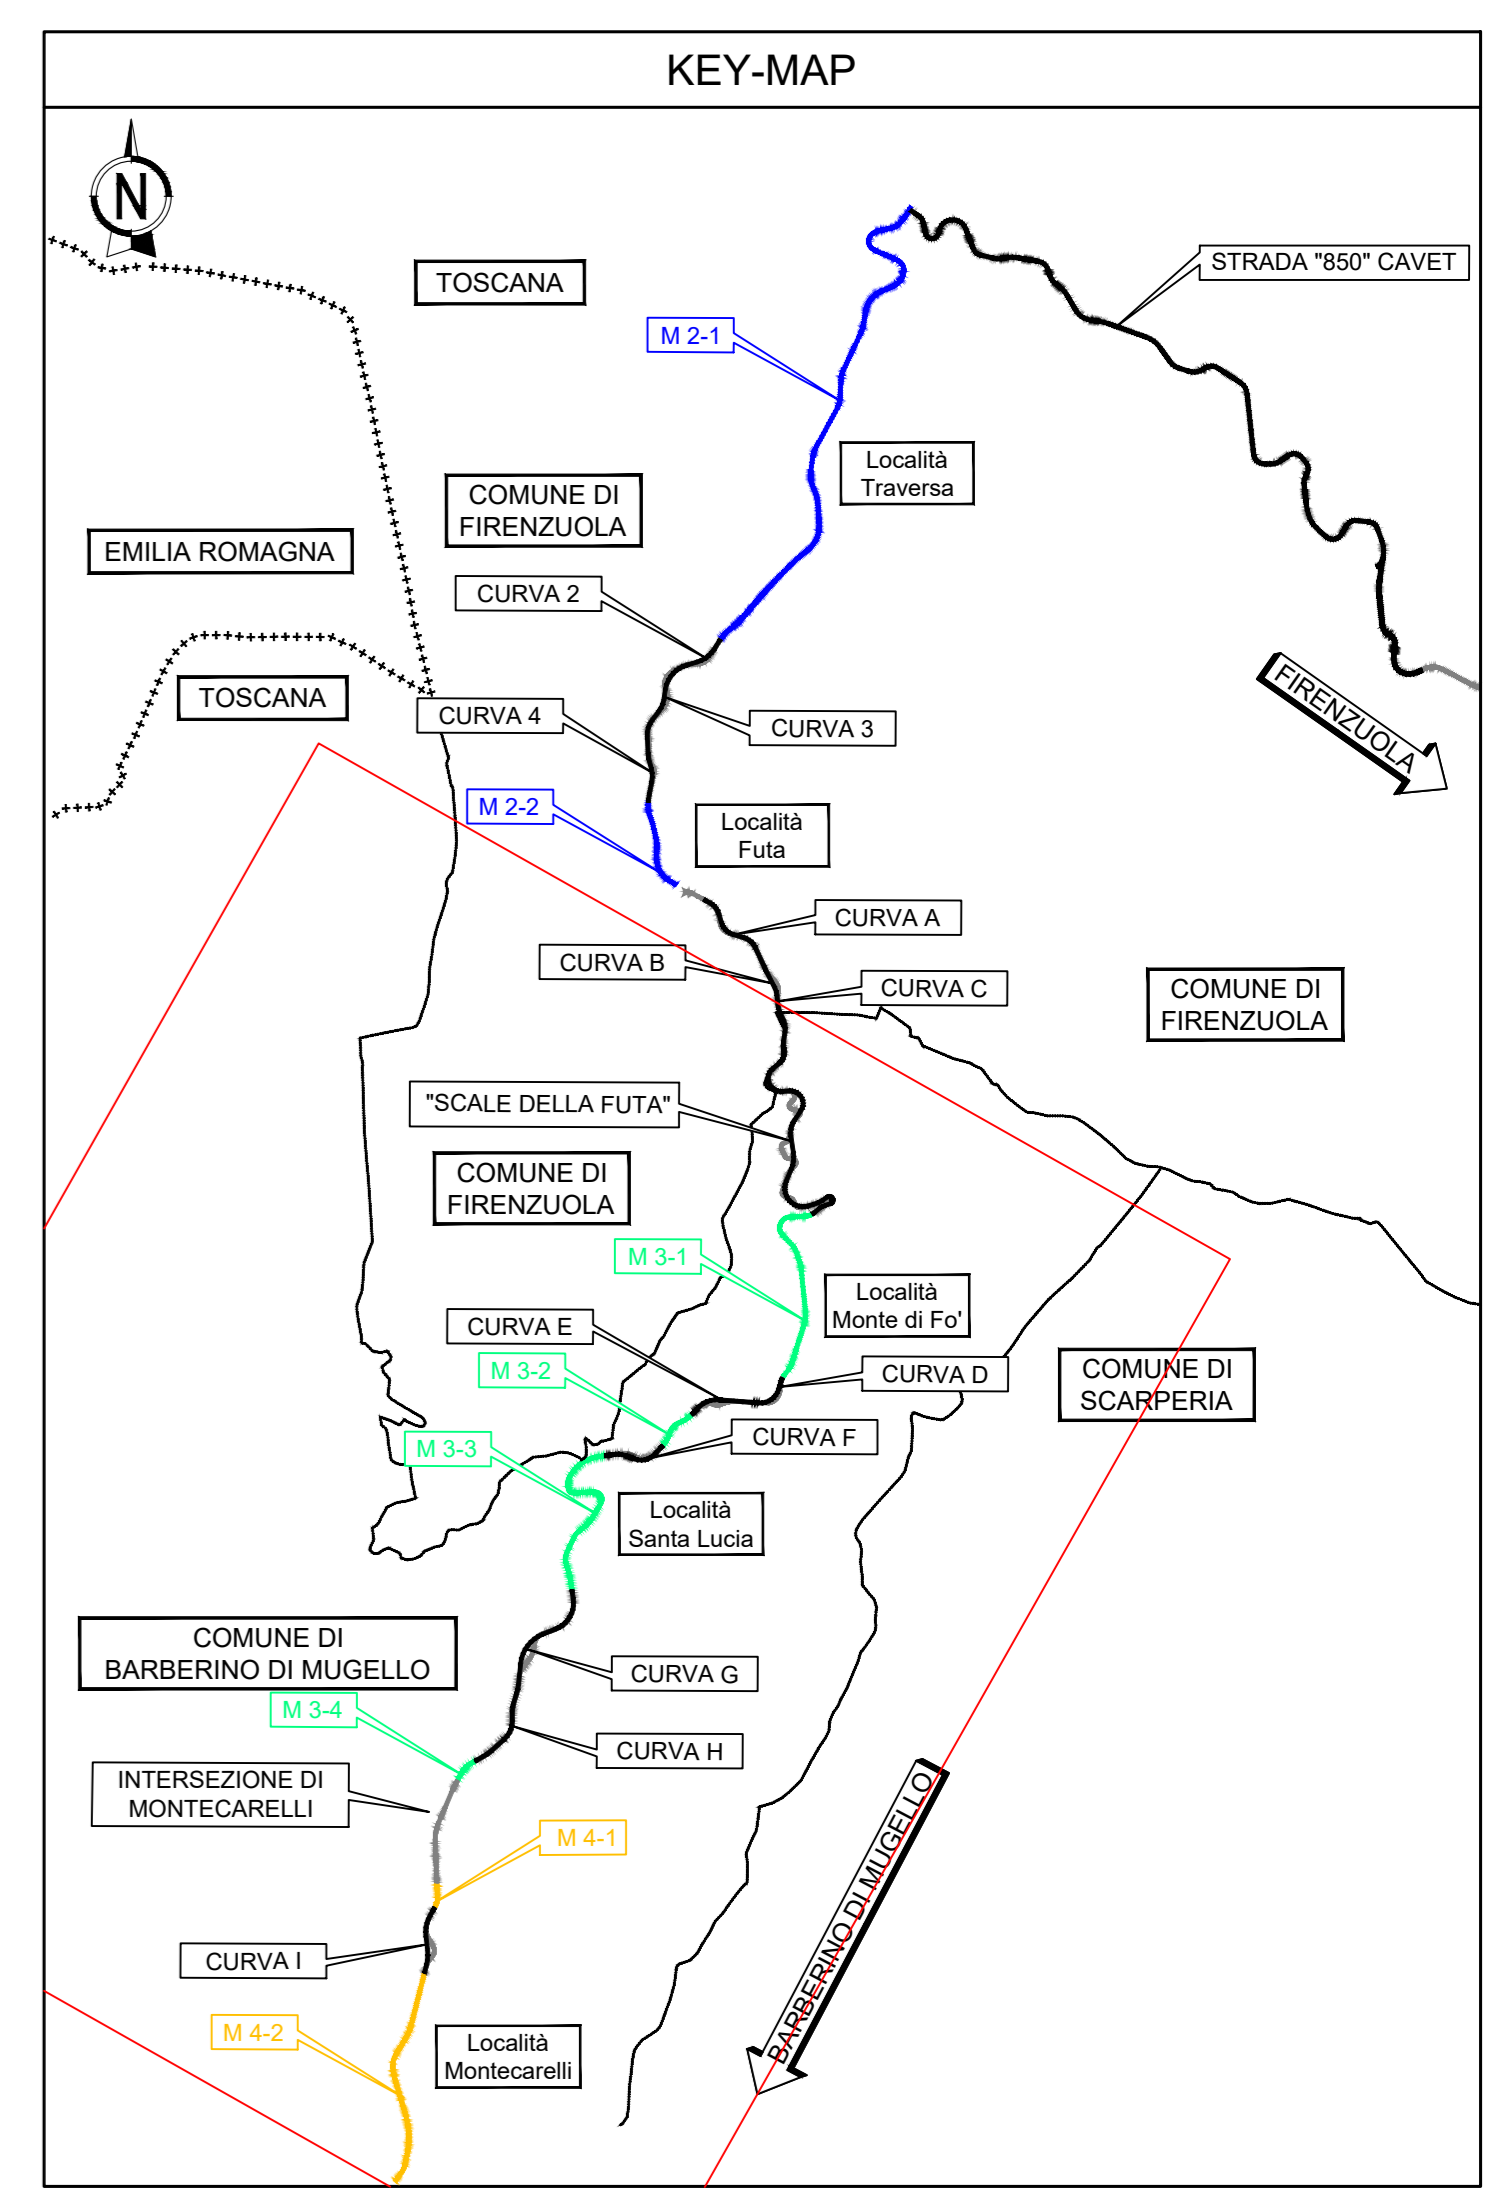 KEY-MAP
N
STRADA "850" CAVET
TOSCANA
M 2-1
Località
Traversa
COMUNE DI
FIRENZUOLA
EMILIA ROMAGNA
CURVA 2
TOSCANA
CURVA 4
CURVA 3
FIRENZUOLA
M 2-2
Località
Futa
CURVA A
CURVA B
CURVA C
COMUNE DI
FIRENZUOLA
"SCALE DELLA FUTA"
COMUNE DI
FIRENZUOLA
M 3-1
Località
Monte di Fo'
CURVA E
M 3-2
CURVA D
COMUNE DI
SCARPERIA
CURVA F
M 3-3
Località
Santa Lucia
COMUNE DI
BARBERINO DI MUGELLO
CURVA G
M 3-4
CURVA H
INTERSEZIONE DI
MONTECARELLI
M 4-1
BARBERINO DI MUGELLO
CURVA I
M 4-2
Località
Montecarelli